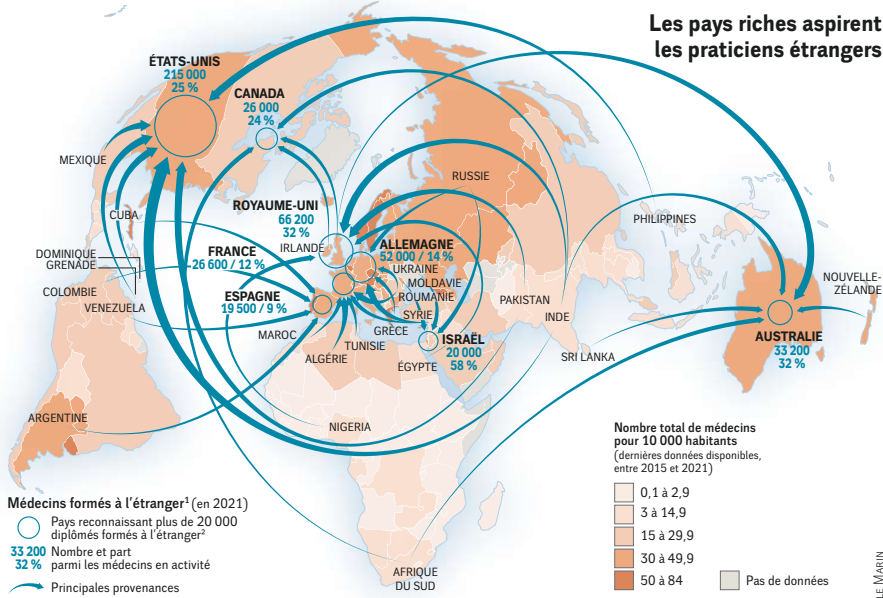 Les pays riches aspirent
les praticiens étrangers
ÉTATS-UNIS
215 000
25 %
CANADA
26 000
24 %
MEXIQUE
CUBA
DOMINIQUE
GRENADE
COLOMBIE
VENEZUELA
ARGENTINE
ROYAUME-UNI
66 200
32 %
IRLANDE
FRANCE
26 600 / 12 %
ESPAGNE
19 500 / 9 %
ALLEMAGNE
52 000 / 14 %
UKRAINE
MOLDAVIE
ROUMANIE
SYRIE
GRÈCE
MAROC
ALGÉRIE
TUNISIE
ÉGYPTE
ISRAËL
20 000
58 %
RUSSIE
PAKISTAN
INDE
SRI LANKA
PHILIPPINES
NOUVELLE-
ZÉLANDE
AUSTRALIE
33 200
32 %
NIGERIA
AFRIQUE
DU SUD
Médecins formés à l'étranger¹ (en 2021)
Pays reconnaissant plus de 20 000
diplômés formés à l'étranger²
33 200 Nombre et part
32 % parmi les médecins en activité
Principales provenances
Nombre total de médecins
pour 10 000 habitants
(dernières données disponibles,
entre 2015 et 2021)
0,1 à 2,9
3 à 14,9
15 à 29,9
30 à 49,9
50 à 84
Pas de données
LE MARIN